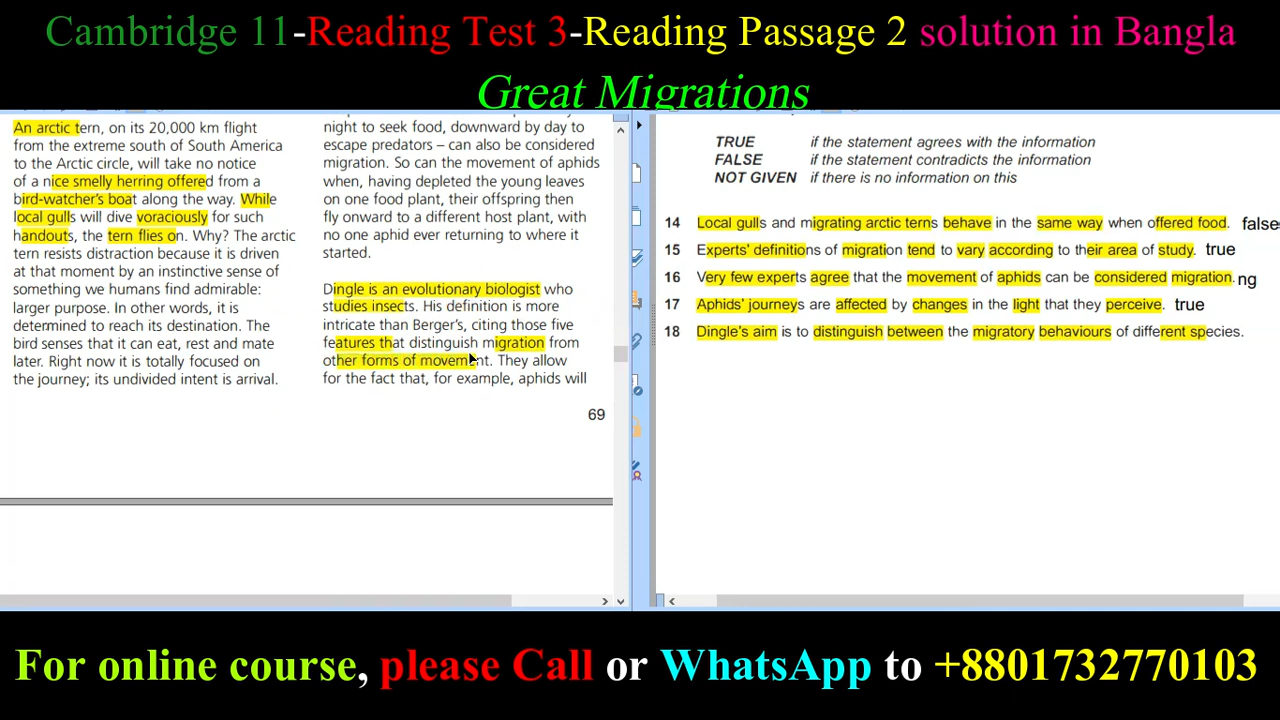 Cambridge 11-Reading Test 3-Reading Passage 2 solution in Bangla
Great Migrations
An arctic tern, on its 20,000 km flight
from the extreme south of South America
to the Arctic circle, will take no notice
of a nice smelly herring offered from a
bird-watcher's boat along the way. While
local gulls will dive voraciously for such
handouts, the tern flies on. Why? The arctic
tern resists distraction because it is driven
at that moment by an instinctive sense of
something we humans find admirable:
larger purpose. In other words, it is
determined to reach its destination. The
bird senses that it can eat, rest and mate
later. Right now it is totally focused on
the journey; its undivided intent is arrival.
night to seek food, downward by day to
escape predators – can also be considered
migration. So can the movement of aphids
when, having depleted the young leaves
on one food plant, their offspring then
fly onward to a different host plant, with
no one aphid ever returning to where it
started.
Dingle is an evolutionary biologist who
studies insects. His definition is more
intricate than Berger's, citing those five
features that distinguish migration from
other forms of movement. They allow
for the fact that, for example, aphids will
69
TRUE if the statement agrees with the information
FALSE if the statement contradicts the information
NOT GIVEN if there is no information on this
14 Local gulls and migrating arctic terns behave in the same way when offered food. false
15 Experts' definitions of migration tend to vary according to their area of study. true
16 Very few experts agree that the movement of aphids can be considered migration. ng
17 Aphids' journeys are affected by changes in the light that they perceive. true
18 Dingle's aim is to distinguish between the migratory behaviours of different species.
For online course, please Call or WhatsApp to +8801732770103